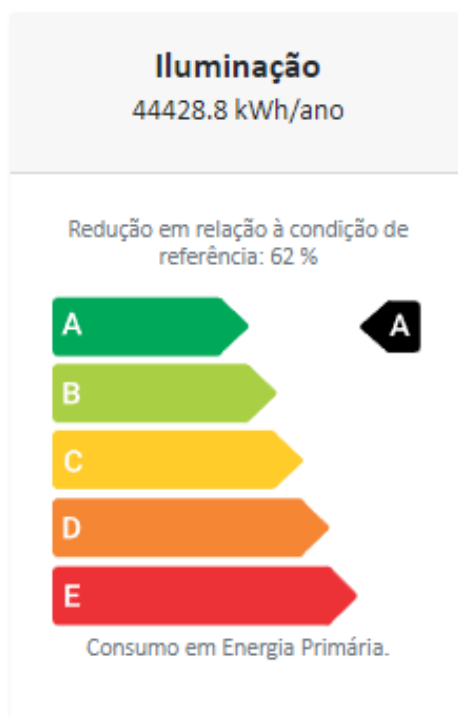 Iluminação
44428.8 kWh/ano
Redução em relação à condição de
referência: 62 %
A
A
B
C
D
E
Consumo em Energia Primária.